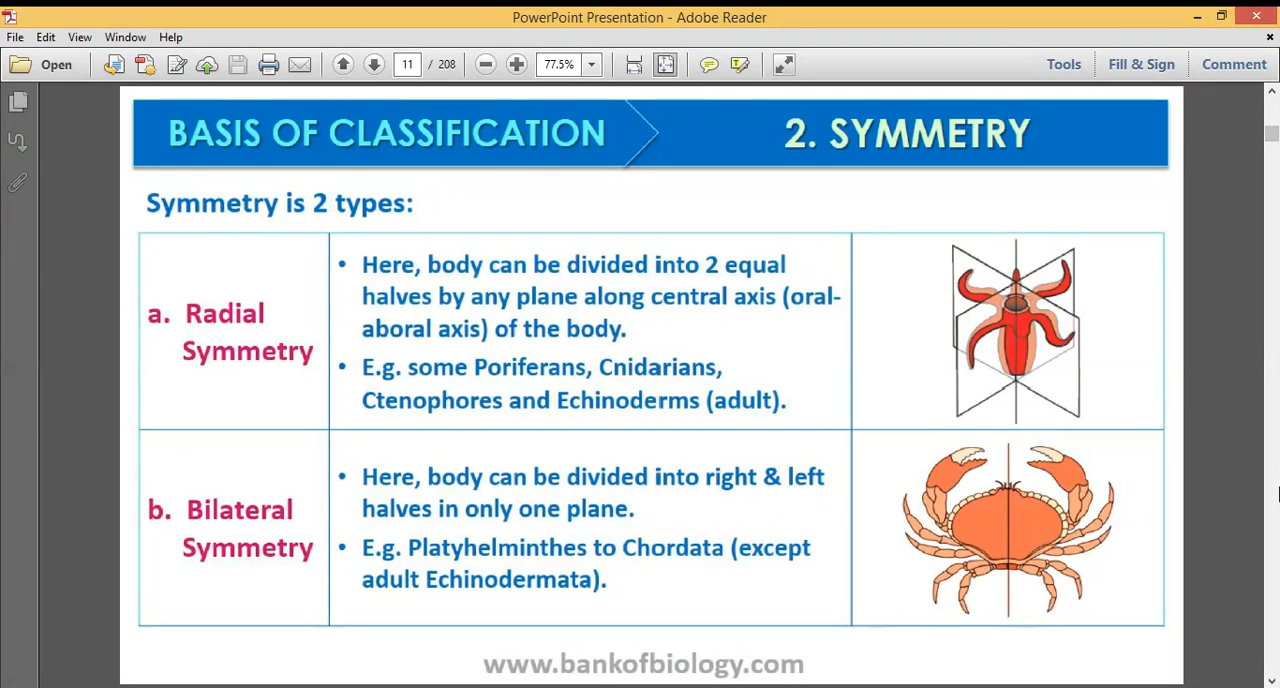 PowerPoint Presentation - Adobe Reader
File Edit View Window Help
Open 11 / 208 77.5% Tools Fill & Sign Comment
BASIS OF CLASSIFICATION
2. SYMMETRY
Symmetry is 2 types:
a. Radial
Symmetry
• Here, body can be divided into 2 equal
halves by any plane along central axis (oral-
aboral axis) of the body.
• E.g. some Poriferans, Cnidarians,
Ctenophores and Echinoderms (adult).
b. Bilateral
Symmetry
• Here, body can be divided into right & left
halves in only one plane.
• E.g. Platyhelminthes to Chordata (except
adult Echinodermata).
www.bankofbiology.com